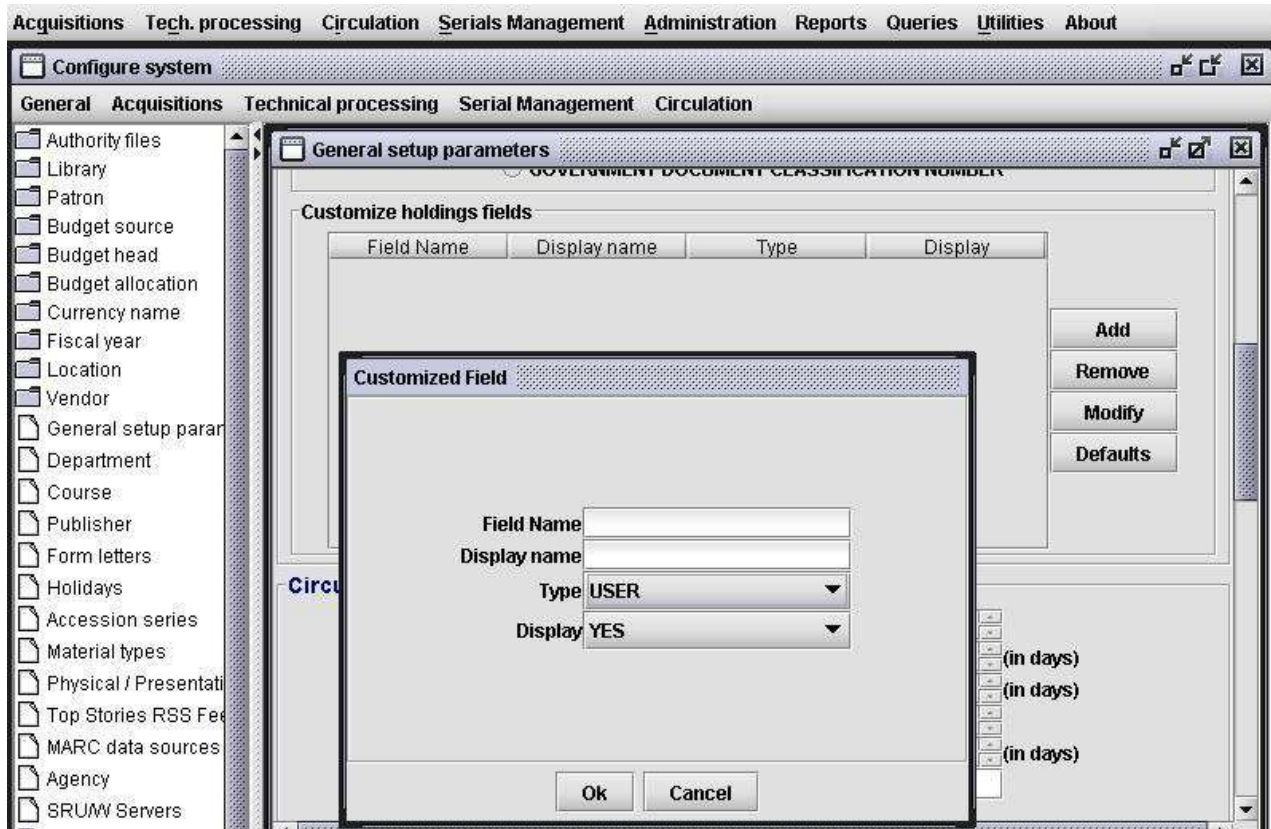 Acquisitions Tech. processing Circulation Serials Management Administration Reports Queries Utilities About
Configure system
General Acquisitions Technical processing Serial Management Circulation
Authority files
Library
Patron
Budget source
Budget head
Budget allocation
Currency name
Fiscal year
Location
Vendor
General setup parar
Department
Course
Publisher
Form letters
Holidays
Accession series
Material types
Physical / Presentati
Top Stories RSS Fee
MARC data sources
Agency
SRU/W Servers
General setup parameters
GOVERNMENT DOCUMENT CLASSIFICATION NUMBER
Customize holdings fields
Field Name Display name Type Display
Add
Remove
Modify
Defaults
Customized Field
Field Name
Display name
Type USER
Display YES
Ok Cancel
Circu
(in days)
(in days)
(in days)